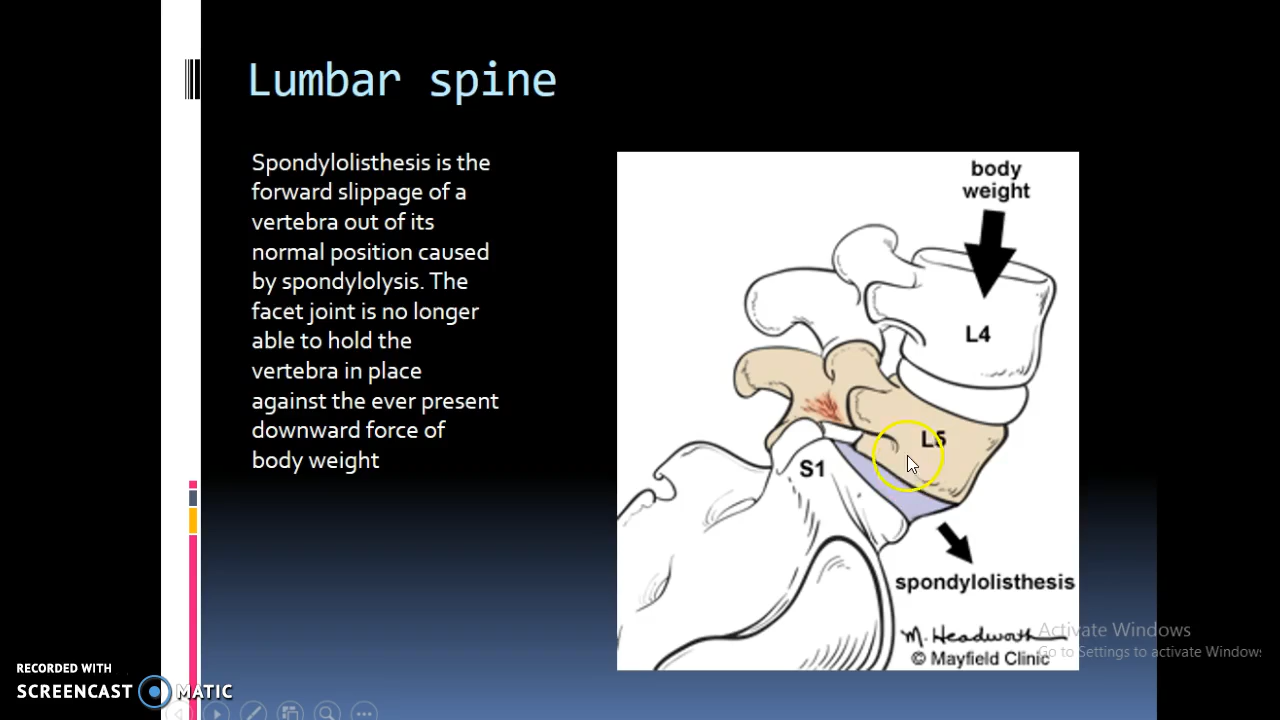 Lumbar spine
Spondylolisthesis is the
forward slippage of a
vertebra out of its
normal position caused
by spondylolysis. The
facet joint is no longer
able to hold the
vertebra in place
against the ever present
downward force of
body weight
body
weight
L4
L5
S1
spondylolisthesis
M. Headworth
© Mayfield Clinic
Activate Windows
Go to Settings to activate Windows
RECORDED WITH
SCREENCAST MATIC